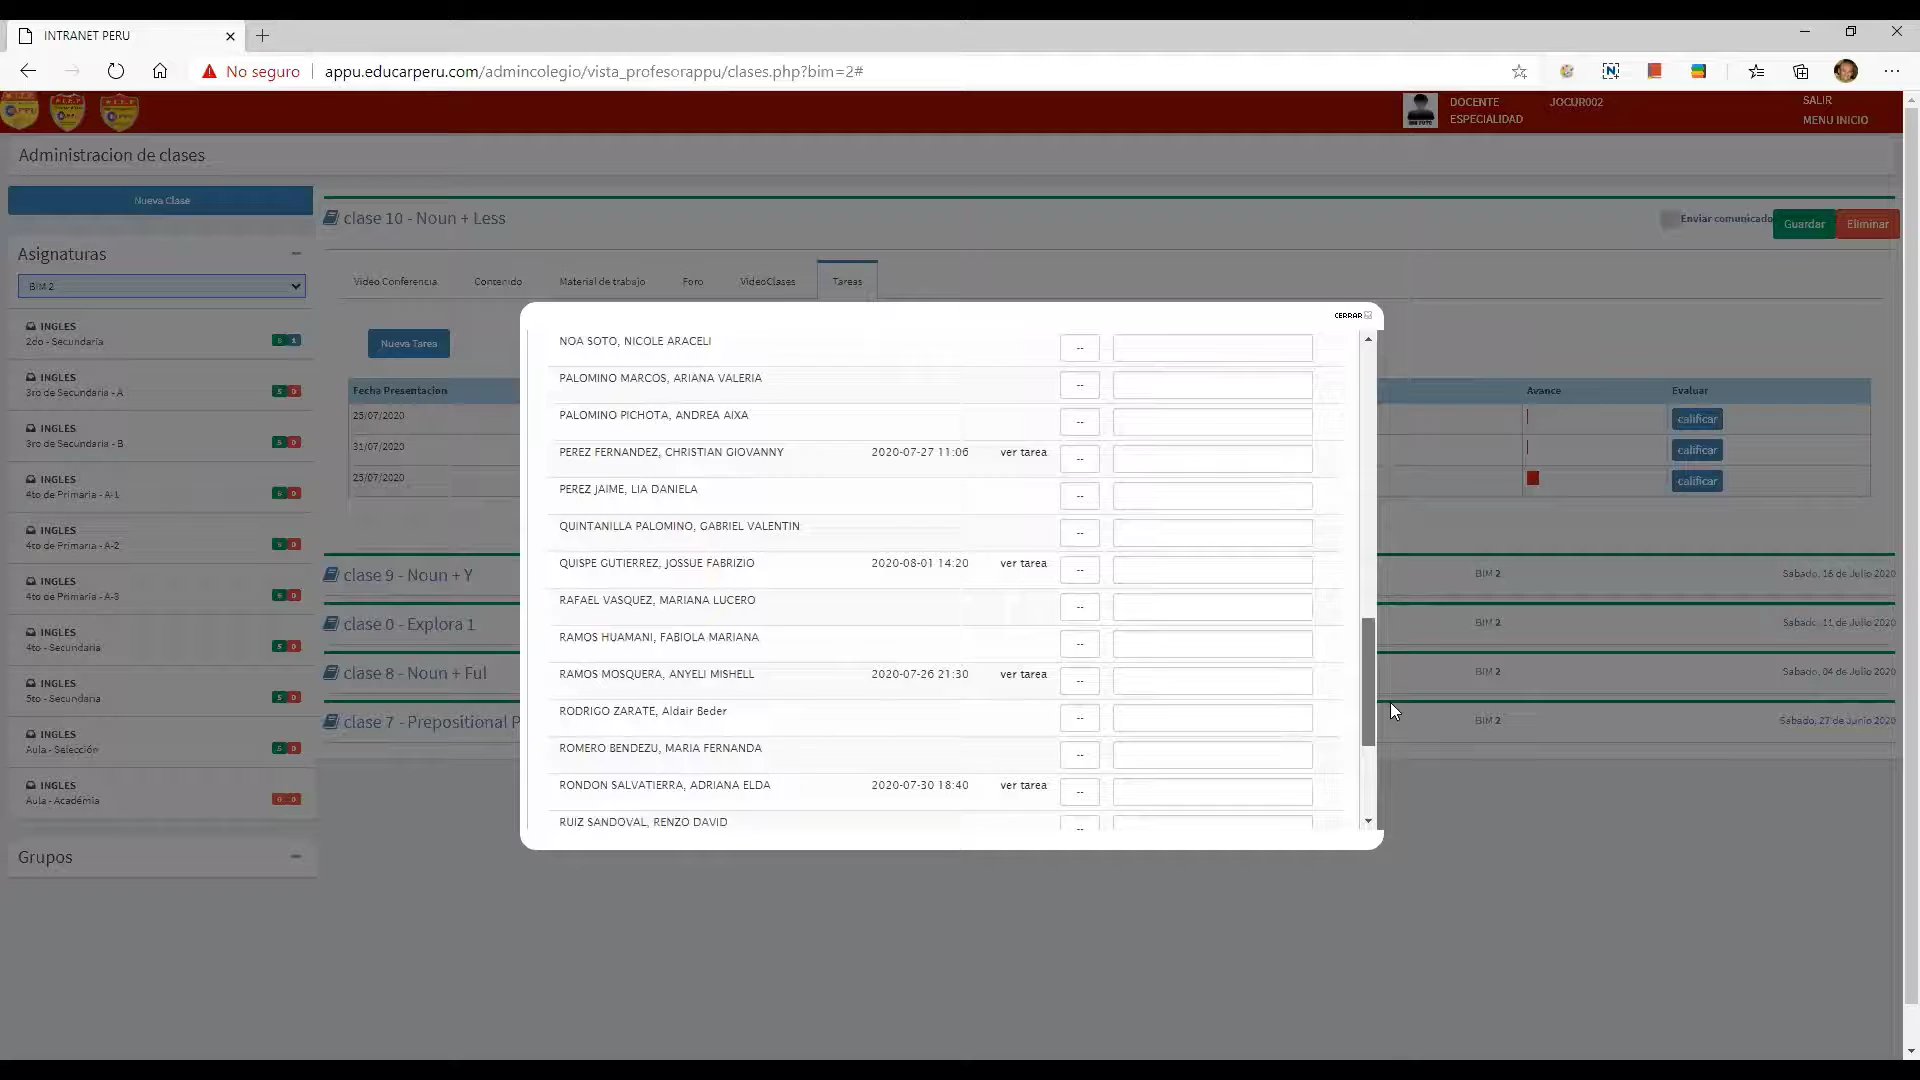 INTRANET PERU
No seguro
appu.educarperu.com/admincolegio/vista_profesorappu/clases.php?bim=2#
DOCENTE
ESPECIALIDAD
JOCUR002
SALIR
MENU INICIO
Administracion de clases
Nueva Clase
clase 10 - Noun + Less
Enviar comunicado
Guardar
Eliminar
Asignaturas
BIM 2
Video Conferencia
Contenido
Material de trabajo
Foro
VideoClases
Tareas
CERRAR
Nueva Tarea
INGLES
2do - Secundaria
INGLES
3ro de Secundaria - A
INGLES
3ro de Secundaria - B
INGLES
4to de Primaria - A-1
INGLES
4to de Primaria - A-2
INGLES
4to de Primaria - A-3
INGLES
4to - Secundaria
INGLES
5to - Secundaria
INGLES
Aula - Selección
INGLES
Aula - Académia
Grupos
Fecha Presentacion
25/07/2020
31/07/2020
25/07/2020
NOA SOTO, NICOLE ARACELI --
PALOMINO MARCOS, ARIANA VALERIA --
PALOMINO PICHOTA, ANDREA AIXA --
PEREZ FERNANDEZ, CHRISTIAN GIOVANNY 2020-07-27 11:06 ver tarea --
PEREZ JAIME, LIA DANIELA --
QUINTANILLA PALOMINO, GABRIEL VALENTIN --
QUISPE GUTIERREZ, JOSSUE FABRIZIO 2020-08-01 14:20 ver tarea --
RAFAEL VASQUEZ, MARIANA LUCERO --
RAMOS HUAMANI, FABIOLA MARIANA --
RAMOS MOSQUERA, ANYELI MISHELL 2020-07-26 21:30 ver tarea --
RODRIGO ZARATE, Aldair Beder --
ROMERO BENDEZU, MARIA FERNANDA --
RONDON SALVATIERRA, ADRIANA ELDA 2020-07-30 18:40 ver tarea --
RUIZ SANDOVAL, RENZO DAVID --
Avance
Evaluar
calificar
calificar
calificar
clase 9 - Noun + Y
BIM 2
Sabado, 18 de Julio 2020
clase 0 - Explora 1
BIM 2
Sabado, 11 de Julio 2020
clase 8 - Noun + Ful
BIM 2
Sabado, 04 de Julio 2020
clase 7 - Prepositional P
BIM 2
Sabado, 27 de Junio 2020